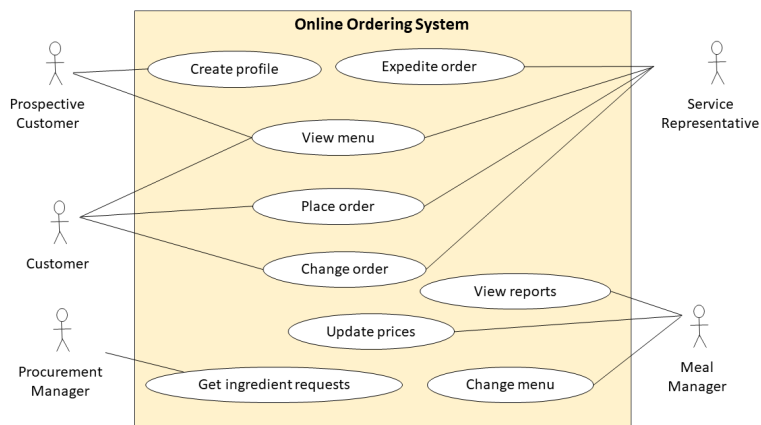 Online Ordering System
Create profile
Expedite order
Prospective
Customer
Service
Representative
View menu
Place order
Customer
Change order
View reports
Update prices
Procurement
Manager
Meal
Manager
Get ingredient requests
Change menu